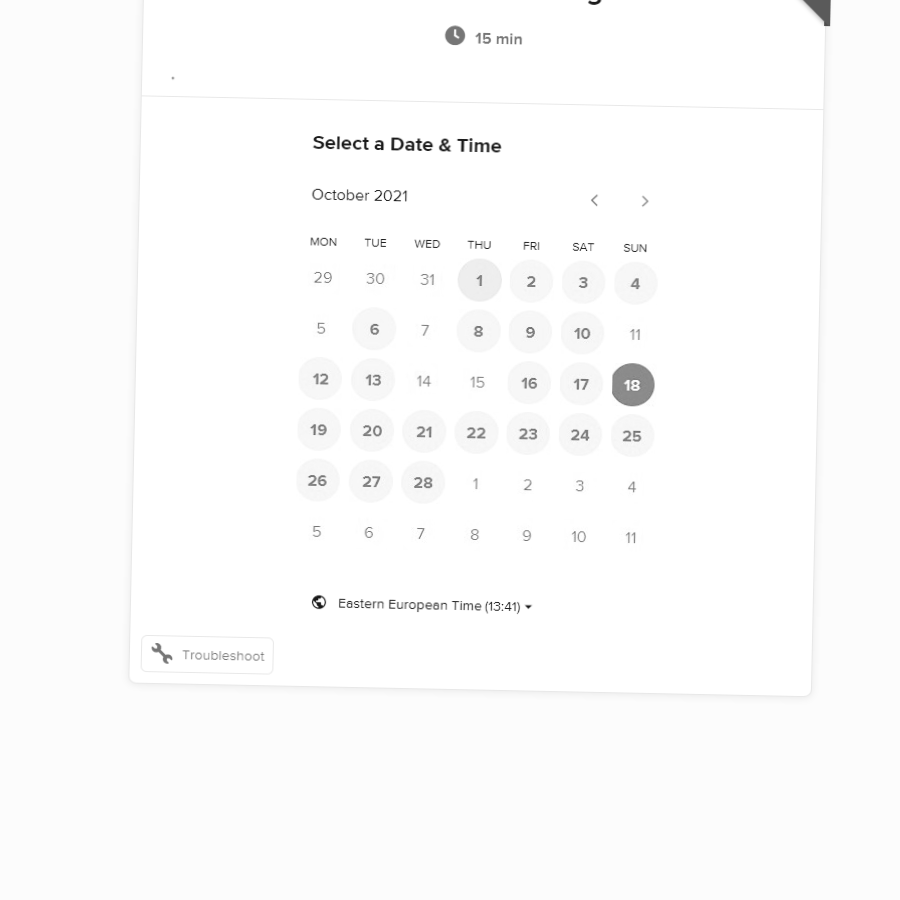 15 min
.
Select a Date & Time
October 2021
MON TUE WED THU FRI SAT SUN
29 30 31 1 2 3 4
5 6 7 8 9 10 11
12 13 14 15 16 17 18
19 20 21 22 23 24 25
26 27 28 1 2 3 4
5 6 7 8 9 10 11
Eastern European Time (13:41)
Troubleshoot